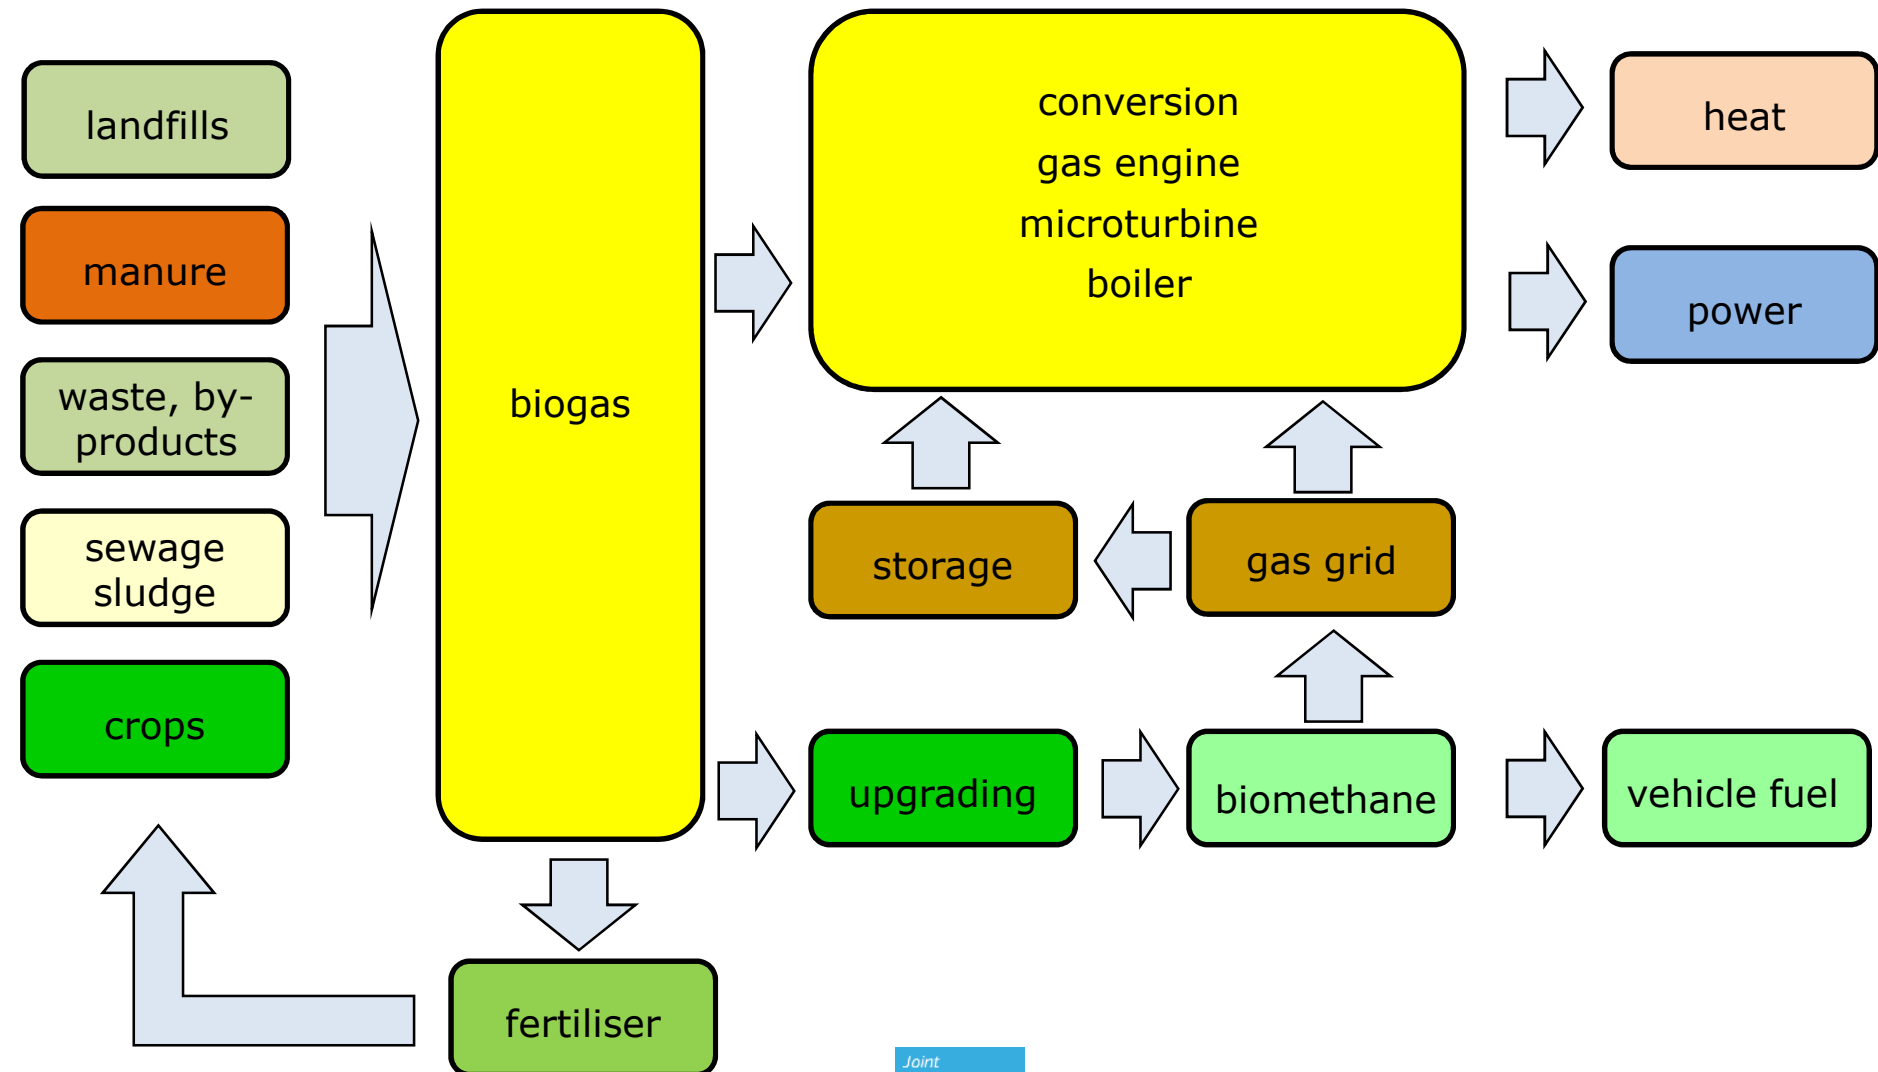 landfills
manure
waste, by-
products
sewage
sludge
crops
biogas
conversion
gas engine
microturbine
boiler
heat
power
storage
gas grid
upgrading
biomethane
vehicle fuel
fertiliser
Joint